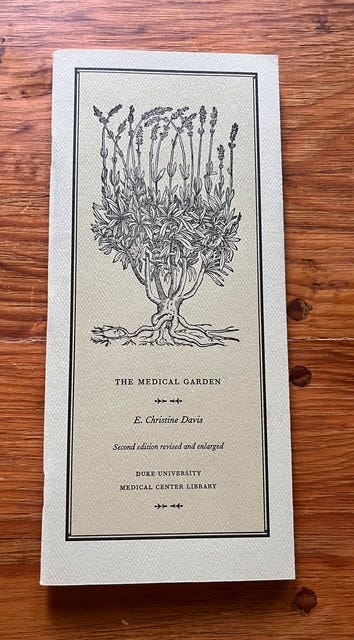 THE MEDICAL GARDEN
E. Christine Davis
Second edition revised and enlarged
DUKE UNIVERSITY
MEDICAL CENTER LIBRARY